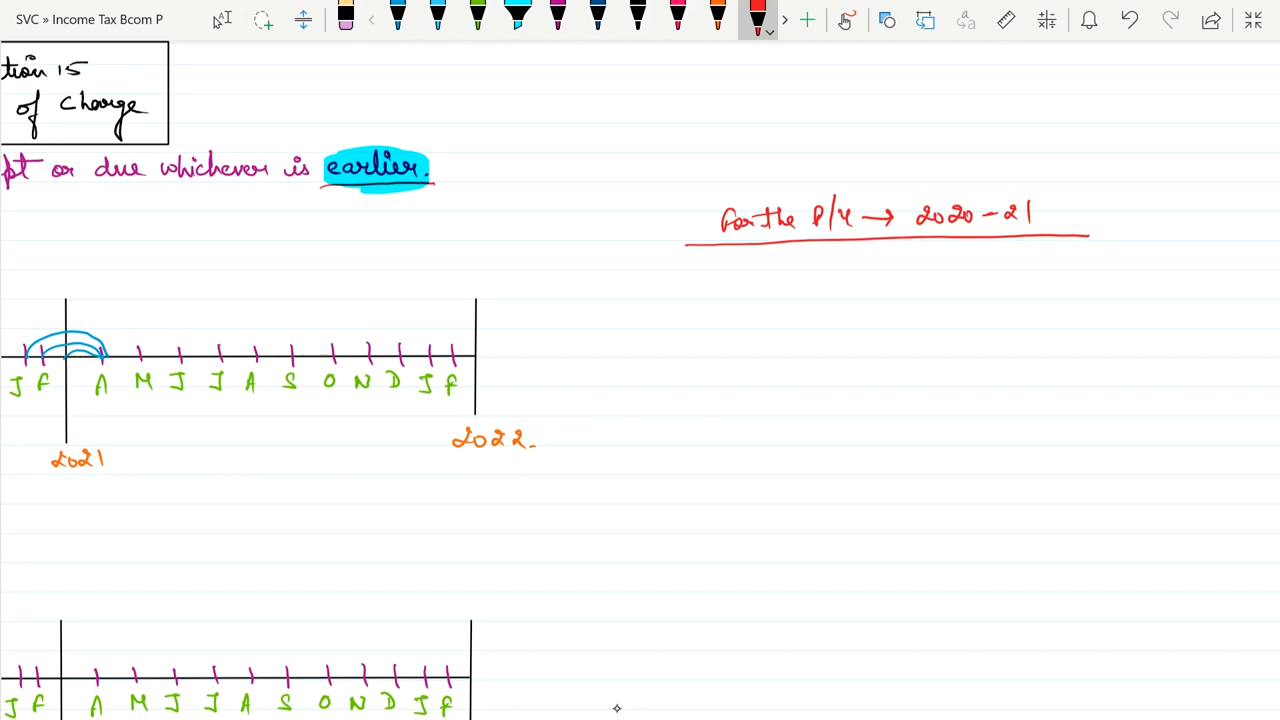 SVC » Income Tax Bcom P
tion 15
of Charge
pt or due whichever is earlier.
For the P/Y → 2020-21
J F A M J J A S O N D J F
2022.
2021
J F A M J J A S O N D J F